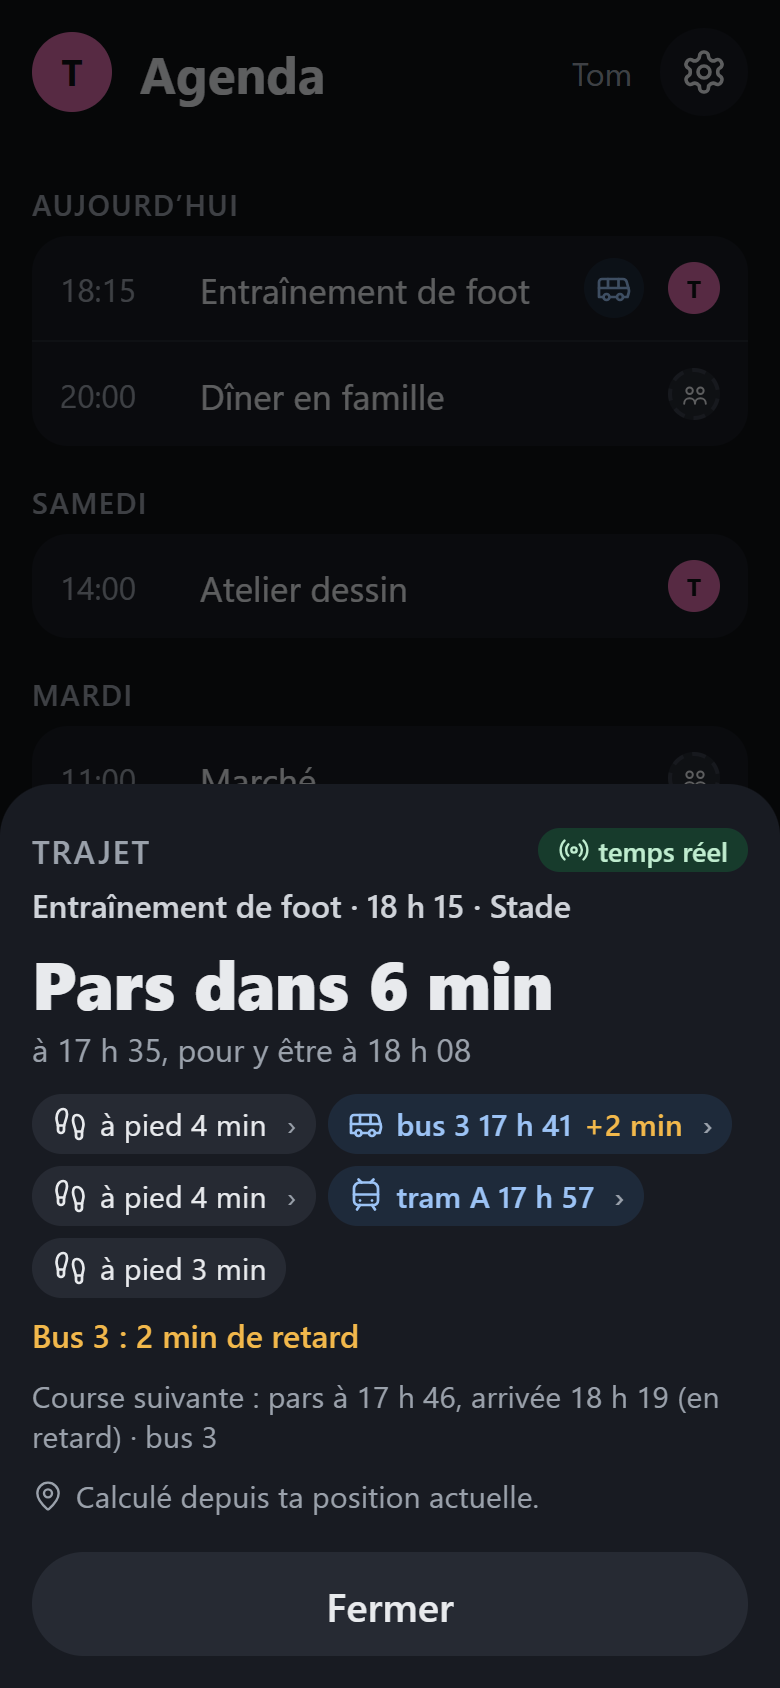 T Agenda Tom
AUJOURD’HUI
18:15 Entraînement de foot T
20:00 Dîner en famille
SAMEDI
14:00 Atelier dessin T
MARDI
11:00 Marché
TRAJET temps réel
Entraînement de foot · 18 h 15 · Stade
Pars dans 6 min
à 17 h 35, pour y être à 18 h 08
à pied 4 min › bus 3 17 h 41 +2 min ›
à pied 4 min › tram A 17 h 57 ›
à pied 3 min
Bus 3 : 2 min de retard
Course suivante : pars à 17 h 46, arrivée 18 h 19 (en
retard) · bus 3
Calculé depuis ta position actuelle.
Fermer